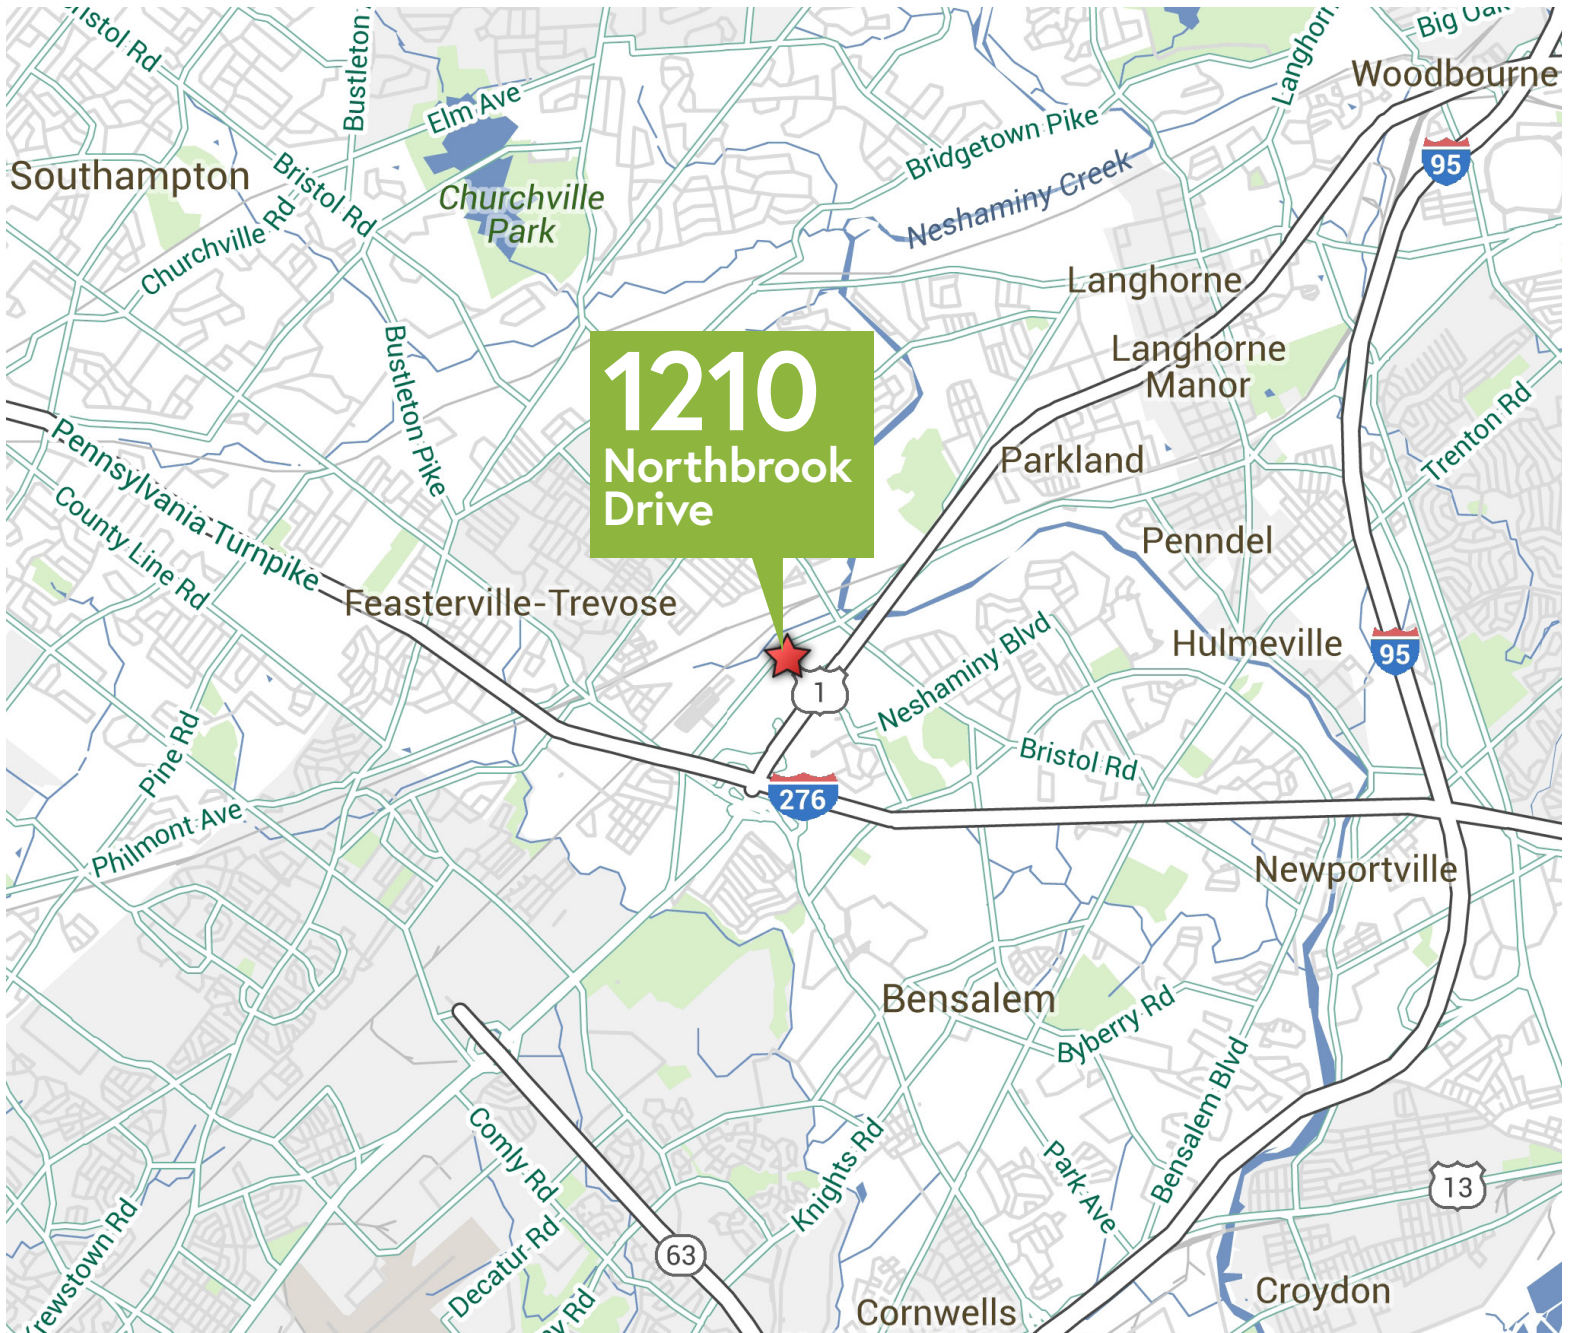 Bristol Rd
Bustleton
Elm Ave
Southampton
Bristol Rd
Churchville
Park
Churchville Rd
Bridgetown Pike
Neshaminy Creek
Woodbourne
95
Langhorne
Langhorne
Manor
Bustleton Pike
1210
Northbrook
Drive
Parkland
Trenton Rd
Pennsylvania Turnpike
County Line Rd
Penndel
Feasterville-Trevose
Neshaminy Blvd
Hulmeville
95
1
Pine Rd
Bristol Rd
276
Philmont Ave
Newportville
Bensalem
Byberry Rd
Bensalem Blvd
Comly Rd
Knights Rd
Park Ave
13
Decatur Rd
63
Croydon
Cornwells